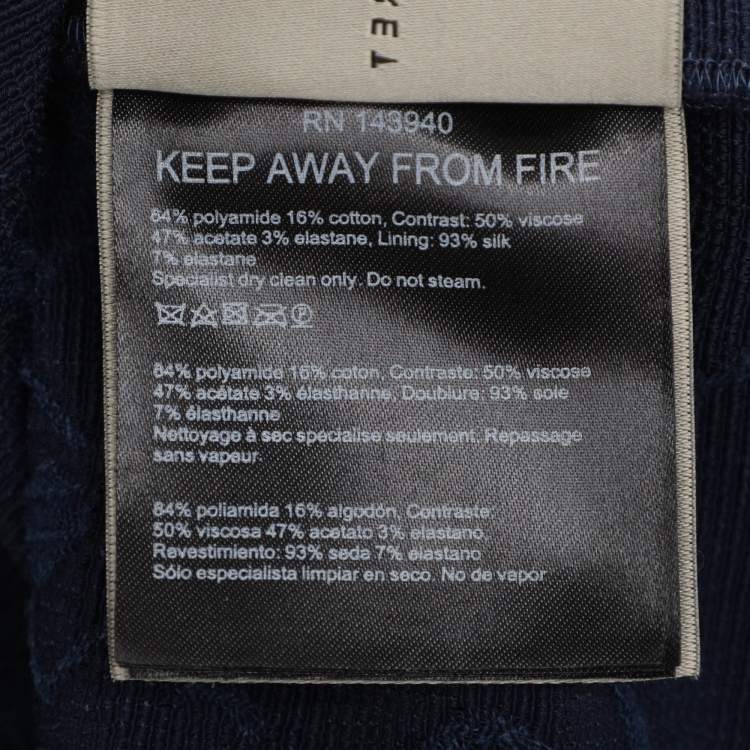 RN 143940
KEEP AWAY FROM FIRE
84% polyamide 16% cotton, Contrast: 50% viscose
47% acetate 3% elastane, Lining: 93% silk
7% elastane
Specialist dry clean only. Do not steam.
84% polyamide 16% coton, Contraste: 50% viscose
47% acétate 3% élasthanne, Doublure: 93% soie
7% élasthanne
Nettoyage à sec specialise seulement. Repassage
sans vapeur.
84% poliamida 16% algodón, Contraste:
50% viscosa 47% acetato 3% elastano
Revestimiento: 93% seda 7% elastano
Sólo especialista limpiar en seco. No de vapor